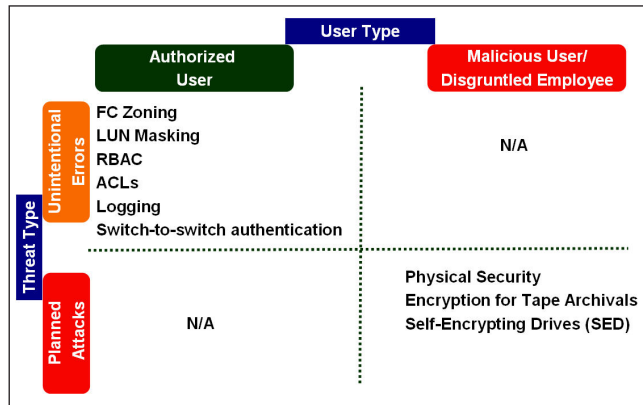 User Type
Authorized
User
Malicious User/
Disgruntled Employee
Threat Type
Unintentional
Errors
FC Zoning
LUN Masking
RBAC
ACLs
Logging
Switch-to-switch authentication
N/A
Planned
Attacks
N/A
Physical Security
Encryption for Tape Archivals
Self-Encrypting Drives (SED)